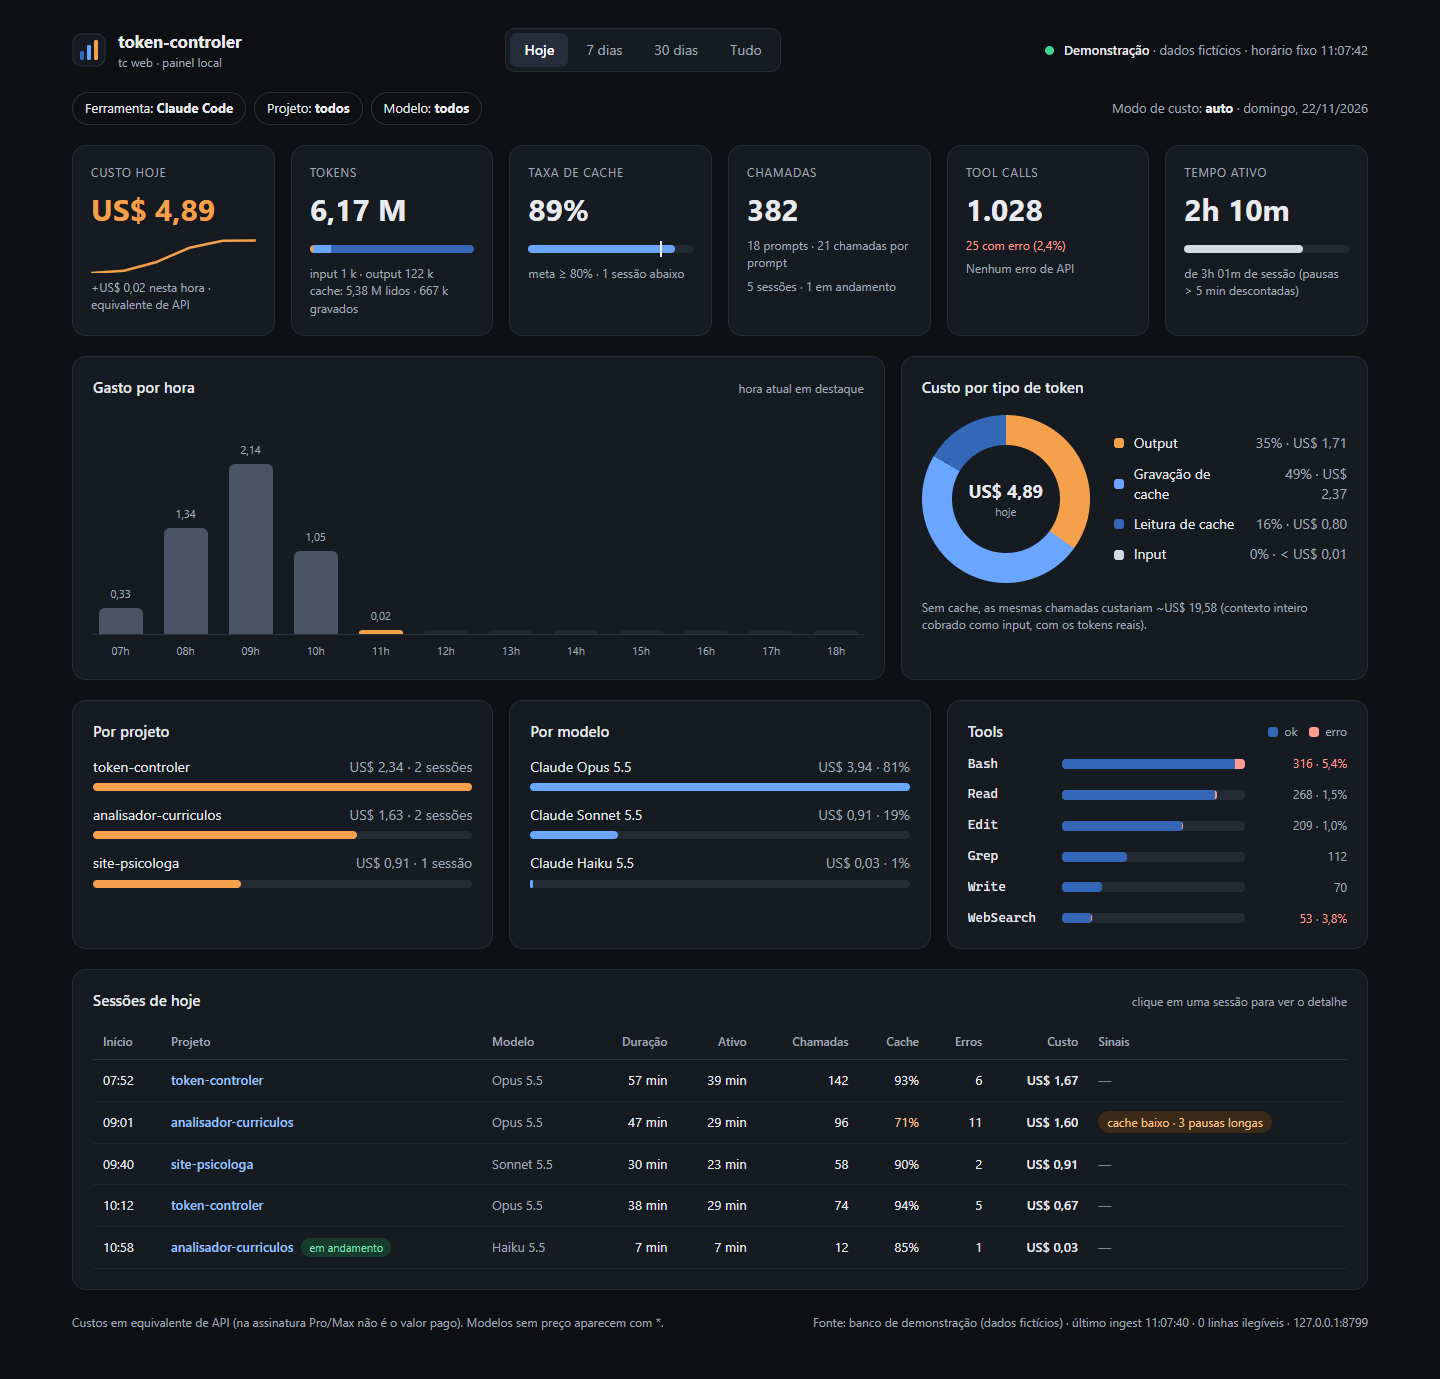 token-controler
tc web · painel local
Hoje 7 dias 30 dias Tudo
Demonstração · dados fictícios · horário fixo 11:07:42
Ferramenta: Claude Code
Projeto: todos
Modelo: todos
Modo de custo: auto · domingo, 22/11/2026
CUSTO HOJE
US$ 4,89
+US$ 0,02 nesta hora ·
equivalente de API
TOKENS
6,17 M
input 1 k · output 122 k
cache: 5,38 M lidos · 667 k
gravados
TAXA DE CACHE
89%
meta ≥ 80% · 1 sessão abaixo
CHAMADAS
382
18 prompts · 21 chamadas por
prompt
5 sessões · 1 em andamento
TOOL CALLS
1.028
25 com erro (2,4%)
Nenhum erro de API
TEMPO ATIVO
2h 10m
de 3h 01m de sessão (pausas
> 5 min descontadas)
Gasto por hora
hora atual em destaque
0,33
1,34
2,14
1,05
0,02
07h 08h 09h 10h 11h 12h 13h 14h 15h 16h 17h 18h
Custo por tipo de token
US$ 4,89
hoje
Output 35% · US$ 1,71
Gravação de
cache
49% · US$
2,37
Leitura de cache 16% · US$ 0,80
Input 0% · < US$ 0,01
Sem cache, as mesmas chamadas custariam ~US$ 19,58 (contexto inteiro
cobrado como input, com os tokens reais).
Por projeto
token-controler US$ 2,34 · 2 sessões
analisador-curriculos US$ 1,63 · 2 sessões
site-psicologa US$ 0,91 · 1 sessão
Por modelo
Claude Opus 5.5 US$ 3,94 · 81%
Claude Sonnet 5.5 US$ 0,91 · 19%
Claude Haiku 5.5 US$ 0,03 · 1%
Tools
ok erro
Bash 316 · 5,4%
Read 268 · 1,5%
Edit 209 · 1,0%
Grep 112
Write 70
WebSearch 53 · 3,8%
Sessões de hoje
clique em uma sessão para ver o detalhe
Início Projeto Modelo Duração Ativo Chamadas Cache Erros Custo Sinais
07:52 token-controler Opus 5.5 57 min 39 min 142 93% 6 US$ 1,67 —
09:01 analisador-curriculos Opus 5.5 47 min 29 min 96 71% 11 US$ 1,60 cache baixo · 3 pausas longas
09:40 site-psicologa Sonnet 5.5 30 min 23 min 58 90% 2 US$ 0,91 —
10:12 token-controler Opus 5.5 38 min 29 min 74 94% 5 US$ 0,67 —
10:58 analisador-curriculos em andamento Haiku 5.5 7 min 7 min 12 85% 1 US$ 0,03 —
Custos em equivalente de API (na assinatura Pro/Max não é o valor pago). Modelos sem preço aparecem com *.
Fonte: banco de demonstração (dados fictícios) · último ingest 11:07:40 · 0 linhas ilegíveis · 127.0.0.1:8799